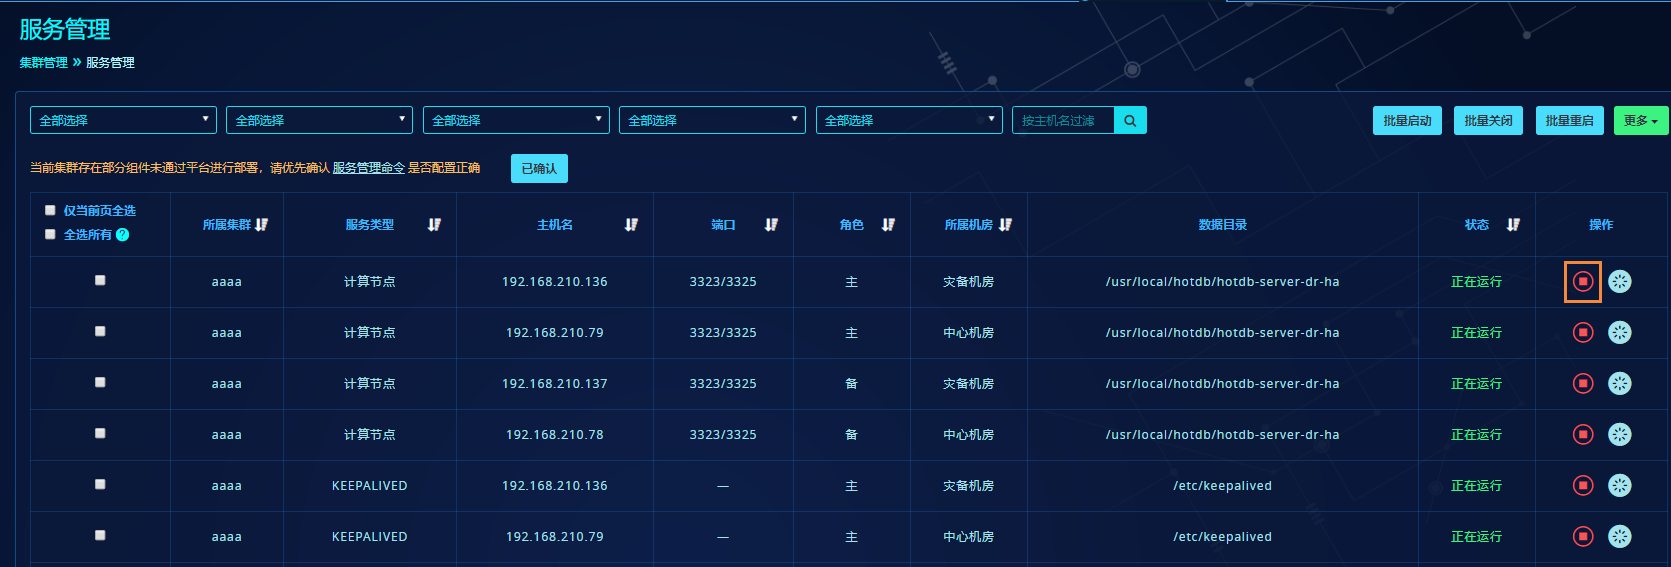 服务管理
集群管理 » 服务管理
全部选择 全部选择 全部选择 全部选择 全部选择 按主机名过滤 批量启动 批量关闭 批量重启 更多
当前集群存在部分组件未通过平台进行部署，请优先确认 服务管理命令 是否配置正确 已确认
仅当前页全选
全选所有 ?
所属集群 服务类型 主机名 端口 角色 所属机房 数据目录 状态 操作
aaaa 计算节点 192.168.210.136 3323/3325 主 灾备机房 /usr/local/hotdb/hotdb-server-dr-ha 正在运行
aaaa 计算节点 192.168.210.79 3323/3325 主 中心机房 /usr/local/hotdb/hotdb-server-dr-ha 正在运行
aaaa 计算节点 192.168.210.137 3323/3325 备 灾备机房 /usr/local/hotdb/hotdb-server-dr-ha 正在运行
aaaa 计算节点 192.168.210.78 3323/3325 备 中心机房 /usr/local/hotdb/hotdb-server-dr-ha 正在运行
aaaa KEEPALIVED 192.168.210.136 — 主 灾备机房 /etc/keepalived 正在运行
aaaa KEEPALIVED 192.168.210.79 — 主 中心机房 /etc/keepalived 正在运行